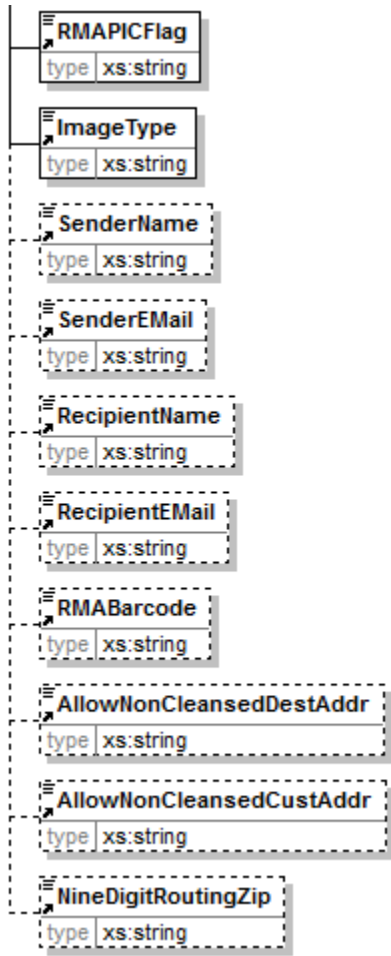 RMAPICFlag
type xs:string
ImageType
type xs:string
SenderName
type xs:string
SenderEMail
type xs:string
RecipientName
type xs:string
RecipientEMail
type xs:string
RMABarcode
type xs:string
AllowNonCleansedDestAddr
type xs:string
AllowNonCleansedCustAddr
type xs:string
NineDigitRoutingZip
type xs:string